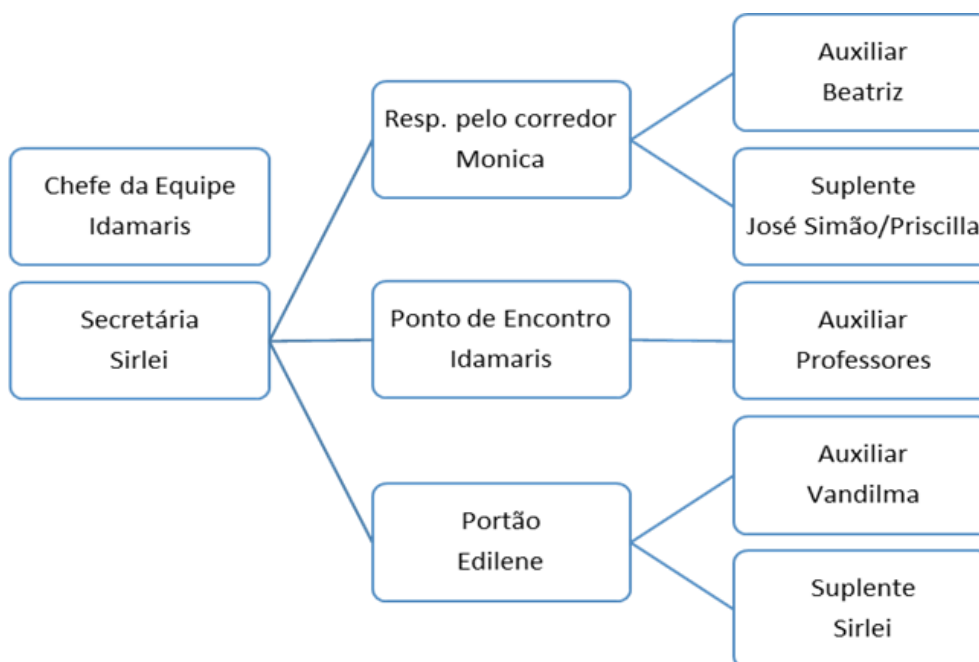 Chefe da Equipe
Idamaris
Secretária
Sirlei
Resp. pelo corredor
Monica
Ponto de Encontro
Idamaris
Portão
Edilene
Auxiliar
Beatriz
Suplente
José Simão/Priscilla
Auxiliar
Professores
Auxiliar
Vandilma
Suplente
Sirlei